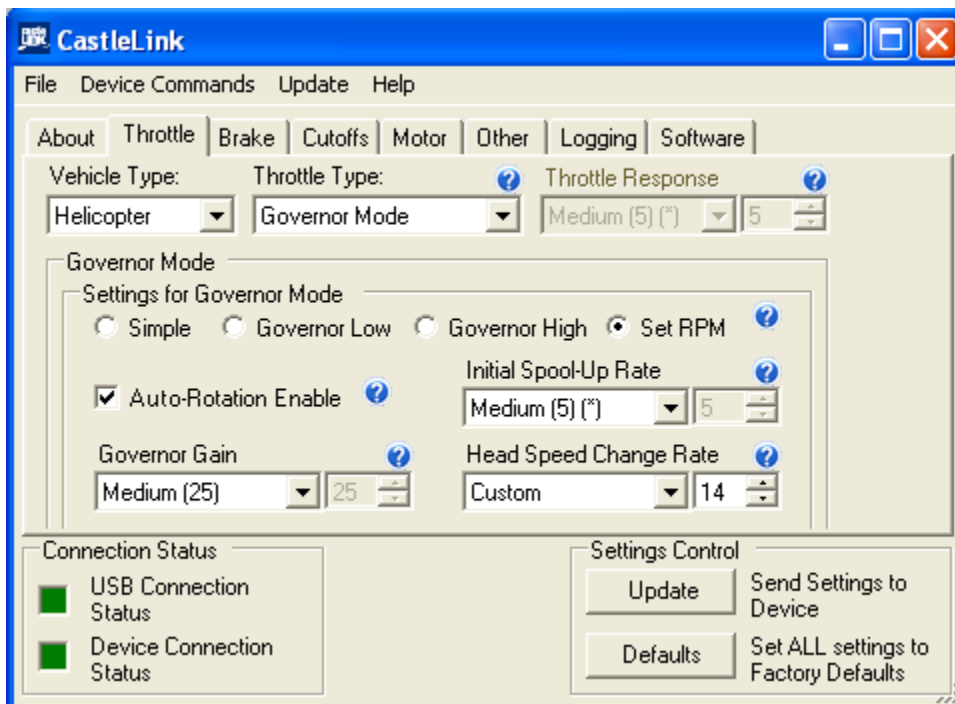 CastleLink
File Device Commands Update Help
About Throttle Brake Cutoffs Motor Other Logging Software
Vehicle Type: Throttle Type: ? Throttle Response ?
Helicopter Governor Mode Medium (5) (*) 5
Governor Mode
Settings for Governor Mode
Simple Governor Low Governor High Set RPM ?
Initial Spool-Up Rate ?
Auto-Rotation Enable ? Medium (5) (*) 5
Governor Gain ? Head Speed Change Rate ?
Medium (25) 25 Custom 14
Connection Status Settings Control
USB Connection
Status
Update Send Settings to
Device
Device Connection
Status
Defaults Set ALL settings to
Factory Defaults